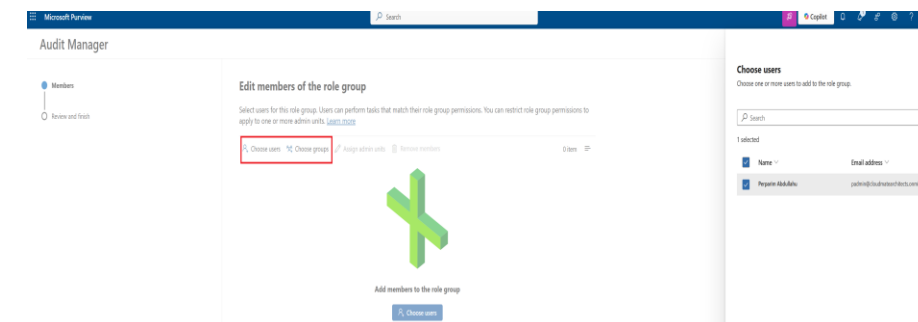 Microsoft Purview
Search
Copilot
?
Audit Manager
Members
Review and finish
Edit members of the role group
Select users for this role group. Users can perform tasks that match their role group permissions. You can restrict role group permissions to
apply to one or more admin units. Learn more
Choose users Choose groups Assign admin units Remove members 0 item
Add members to the role group
Choose users
Choose users
Choose one or more users to add to the role group.
Search
1 selected
Name Email address
Perparim Abdullahu